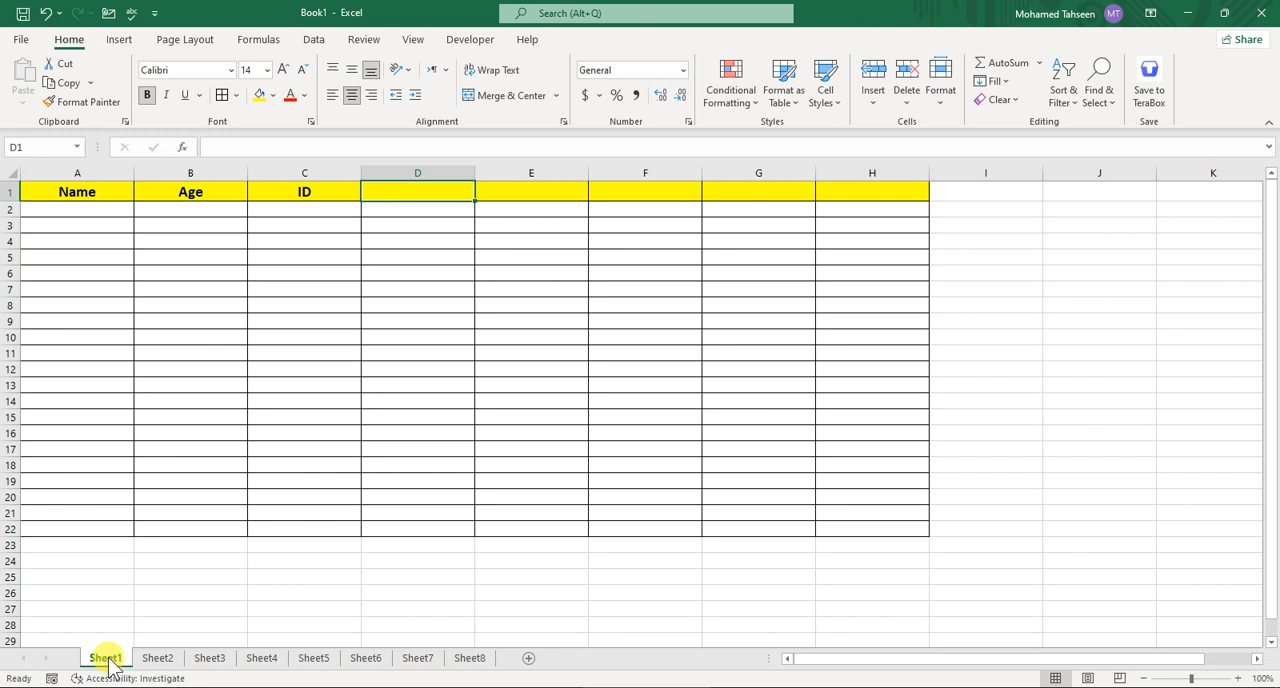 Book1 - Excel
Search (Alt+Q)
Mohamed Tahseen
MT
File Home Insert Page Layout Formulas Data Review View Developer Help
Share
Paste
Cut
Copy
Format Painter
Clipboard
Calibri 14
B I U A
Font
Wrap Text
Merge & Center
Alignment
General
$ % ,
Number
Conditional Formatting
Format as Table
Cell Styles
Styles
Insert Delete Format
Cells
AutoSum
Fill
Clear
Sort & Filter
Find & Select
Editing
Save to TeraBox
Save
D1
fx
A B C D E F G H I J K
1 Name Age ID
2
3
4
5
6
7
8
9
10
11
12
13
14
15
16
17
18
19
20
21
22
23
24
25
26
27
28
29
Sheet1 Sheet2 Sheet3 Sheet4 Sheet5 Sheet6 Sheet7 Sheet8
Ready
Accessibility: Investigate
100%